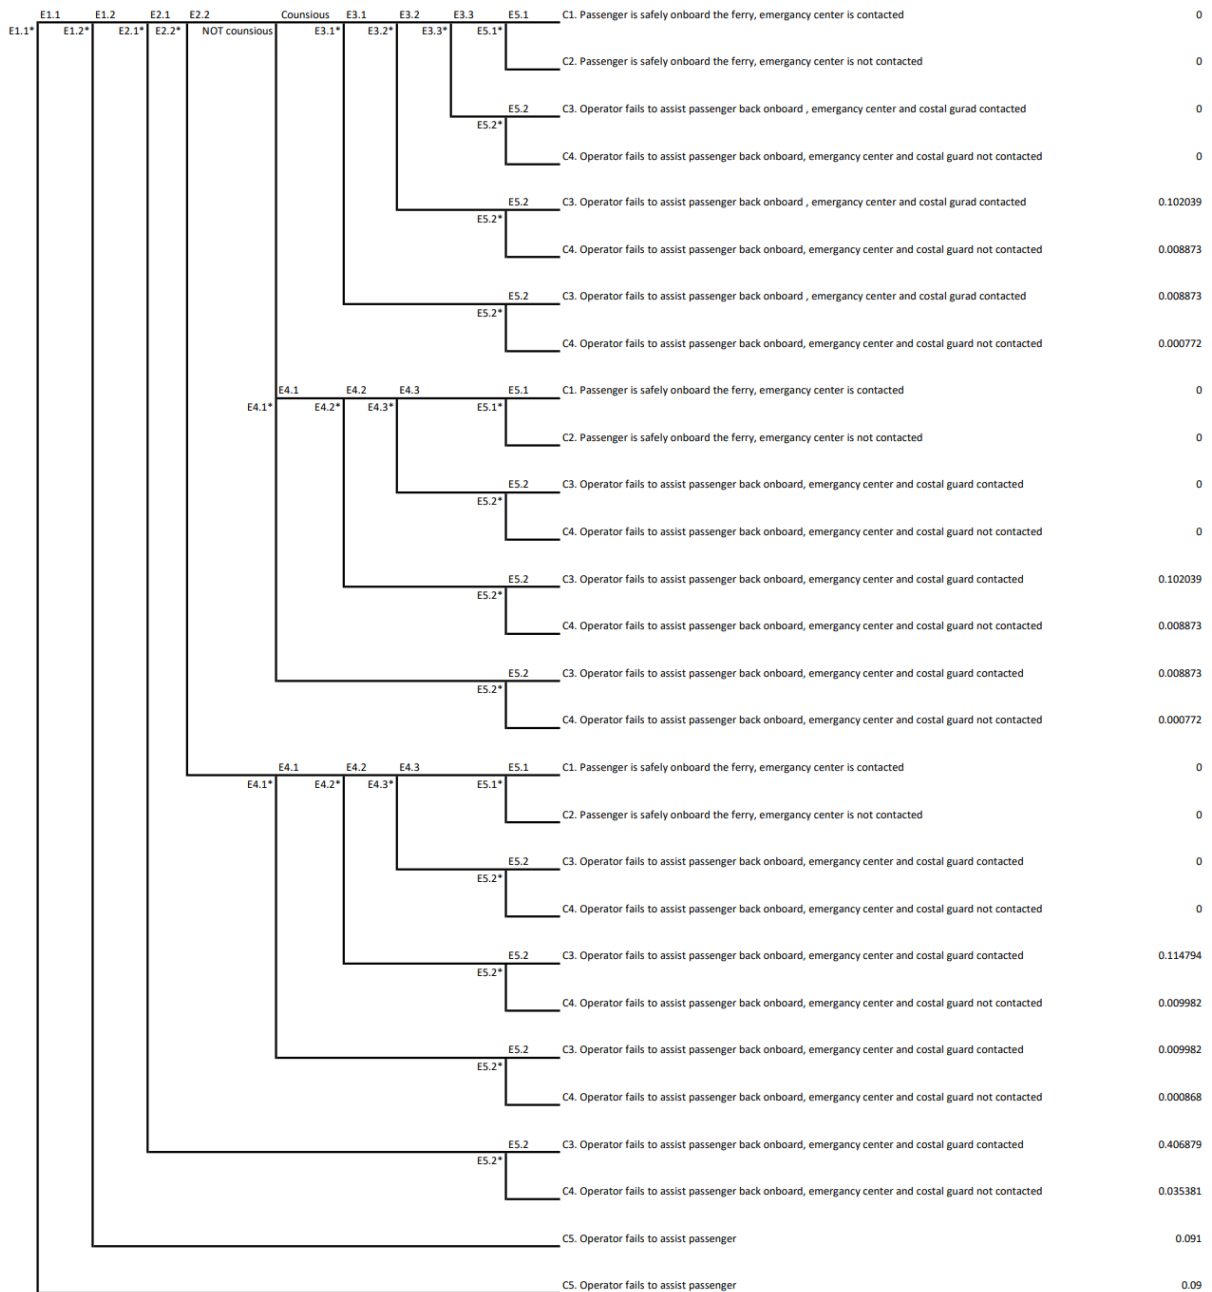 E1.1 E1.2 E2.1 E2.2 Counsious E3.1 E3.2 E3.3 E5.1 C1. Passenger is safely onboard the ferry, emergency center is contacted 0
E1.1* E1.2* E2.1* E2.2* NOT counsious E3.1* E3.2* E3.3* E5.1*
C2. Passenger is safely onboard the ferry, emergancy center is not contacted 0
E5.2 C3. Operator fails to assist passenger back onboard , emergancy center and costal gurad contacted 0
E5.2*
C4. Operator fails to assist passenger back onboard, emergancy center and costal guard not contacted 0
E5.2 C3. Operator fails to assist passenger back onboard , emergancy center and costal gurad contacted 0.102039
E5.2*
C4. Operator fails to assist passenger back onboard, emergancy center and costal guard not contacted 0.008873
E5.2 C3. Operator fails to assist passenger back onboard , emergancy center and costal gurad contacted 0.008873
E5.2*
C4. Operator fails to assist passenger back onboard, emergancy center and costal guard not contacted 0.000772
E4.1 E4.2 E4.3 E5.1 C1. Passenger is safely onboard the ferry, emergancy center is contacted 0
E4.1* E4.2* E4.3* E5.1*
C2. Passenger is safely onboard the ferry, emergancy center is not contacted 0
E5.2 C3. Operator fails to assist passenger back onboard, emergancy center and costal guard contacted 0
E5.2*
C4. Operator fails to assist passenger back onboard, emergancy center and costal guard not contacted 0
E5.2 C3. Operator fails to assist passenger back onboard, emergancy center and costal guard contacted 0.102039
E5.2*
C4. Operator fails to assist passenger back onboard, emergancy center and costal guard not contacted 0.008873
E5.2 C3. Operator fails to assist passenger back onboard, emergancy center and costal guard contacted 0.008873
E5.2*
C4. Operator fails to assist passenger back onboard, emergancy center and costal guard not contacted 0.000772
E4.1 E4.2 E4.3 E5.1 C1. Passenger is safely onboard the ferry, emergancy center is contacted 0
E4.1* E4.2* E4.3* E5.1*
C2. Passenger is safely onboard the ferry, emergancy center is not contacted 0
E5.2 C3. Operator fails to assist passenger back onboard, emergancy center and costal guard contacted 0
E5.2*
C4. Operator fails to assist passenger back onboard, emergancy center and costal guard not contacted 0
E5.2 C3. Operator fails to assist passenger back onboard, emergancy center and costal guard contacted 0.114794
E5.2*
C4. Operator fails to assist passenger back onboard, emergancy center and costal guard not contacted 0.009982
E5.2 C3. Operator fails to assist passenger back onboard, emergancy center and costal guard contacted 0.009982
E5.2*
C4. Operator fails to assist passenger back onboard, emergancy center and costal guard not contacted 0.000868
E5.2 C3. Operator fails to assist passenger back onboard, emergancy center and costal guard contacted 0.406879
E5.2*
C4. Operator fails to assist passenger back onboard, emergancy center and costal guard not contacted 0.035381
C5. Operator fails to assist passenger 0.091
C5. Operator fails to assist passenger 0.09